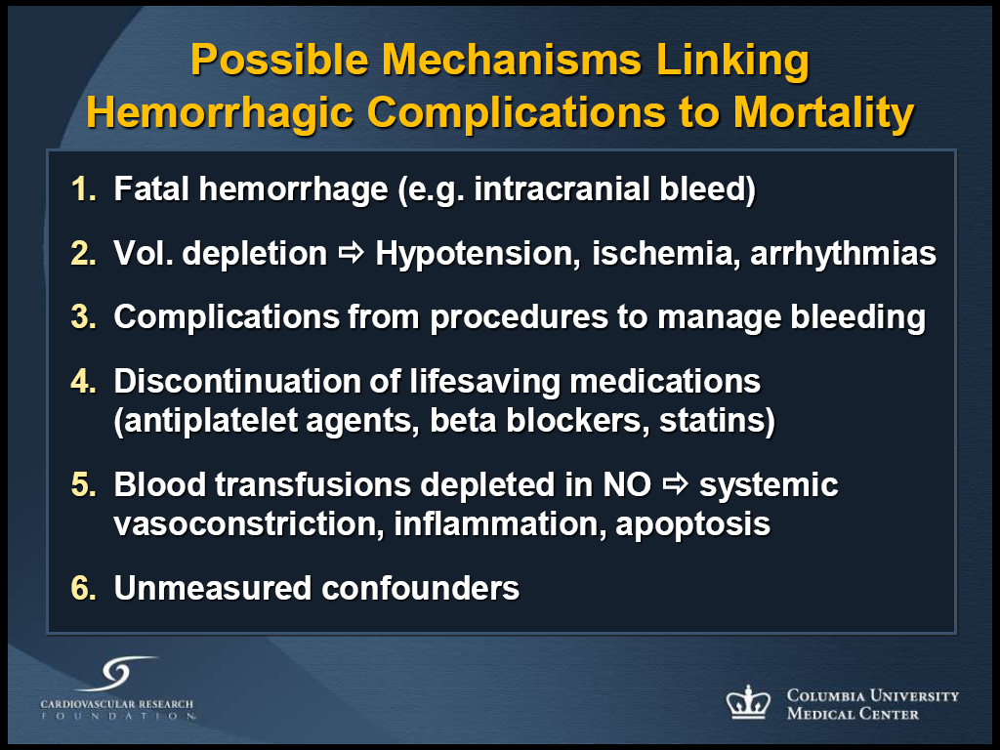 Possible Mechanisms Linking
Hemorrhagic Complications to Mortality
1. Fatal hemorrhage (e.g. intracranial bleed)
2. Vol. depletion ⇨ Hypotension, ischemia, arrhythmias
3. Complications from procedures to manage bleeding
4. Discontinuation of lifesaving medications
(antiplatelet agents, beta blockers, statins)
5. Blood transfusions depleted in NO ⇨ systemic
vasoconstriction, inflammation, apoptosis
6. Unmeasured confounders
CARDIOVASCULAR RESEARCH
FOUNDATION
COLUMBIA UNIVERSITY
MEDICAL CENTER